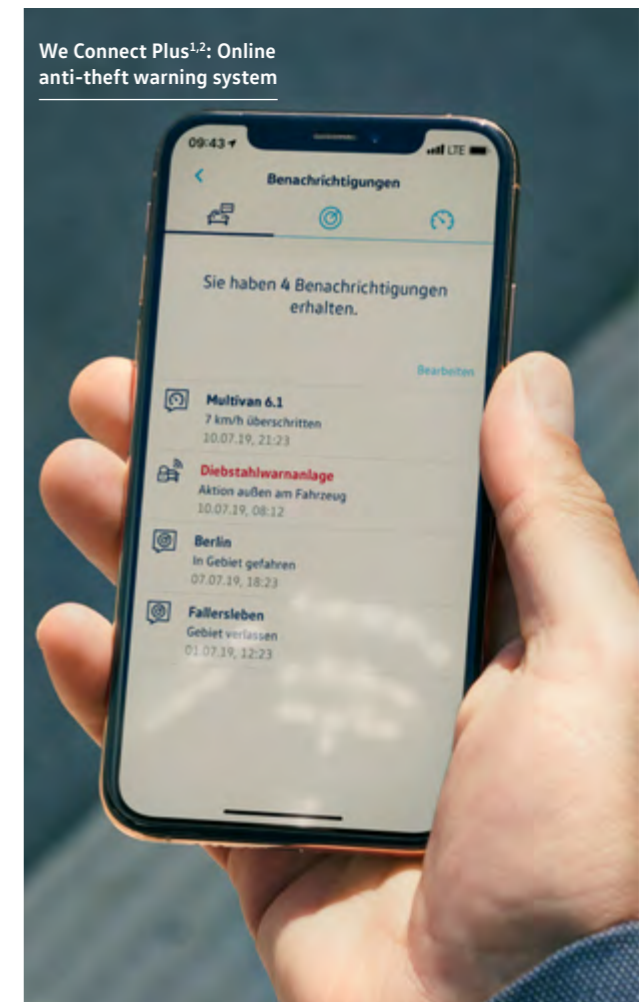 We Connect Plus1,2: Online
anti-theft warning system
09:43
LTE
Benachrichtigungen
Sie haben 4 Benachrichtigungen
erhalten.
Bearbeiten
Multivan 6.1
7 km/h überschritten
10.07.19, 21:23
Diebstahlwarnanlage
Aktion außen am Fahrzeug
10.07.19, 08:12
Berlin
In Gebiet gefahren
07.07.19, 18:23
Fallersleben
Gebiet verlassen
01.07.19, 12:23